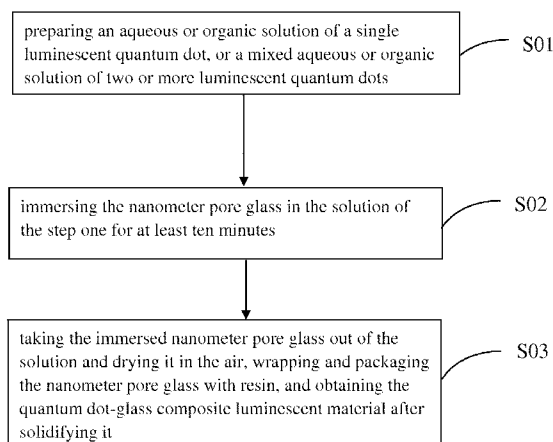 preparing an aqueous or organic solution of a single
luminescent quantum dot, or a mixed aqueous or organic
solution of two or more luminescent quantum dots
S01
immersing the nanometer pore glass in the solution of
the step one for at least ten minutes
S02
taking the immersed nanometer pore glass out of the
solution and drying it in the air, wrapping and packaging
the nanometer pore glass with resin, and obtaining the
quantum dot-glass composite luminescent material after
solidifying it
S03